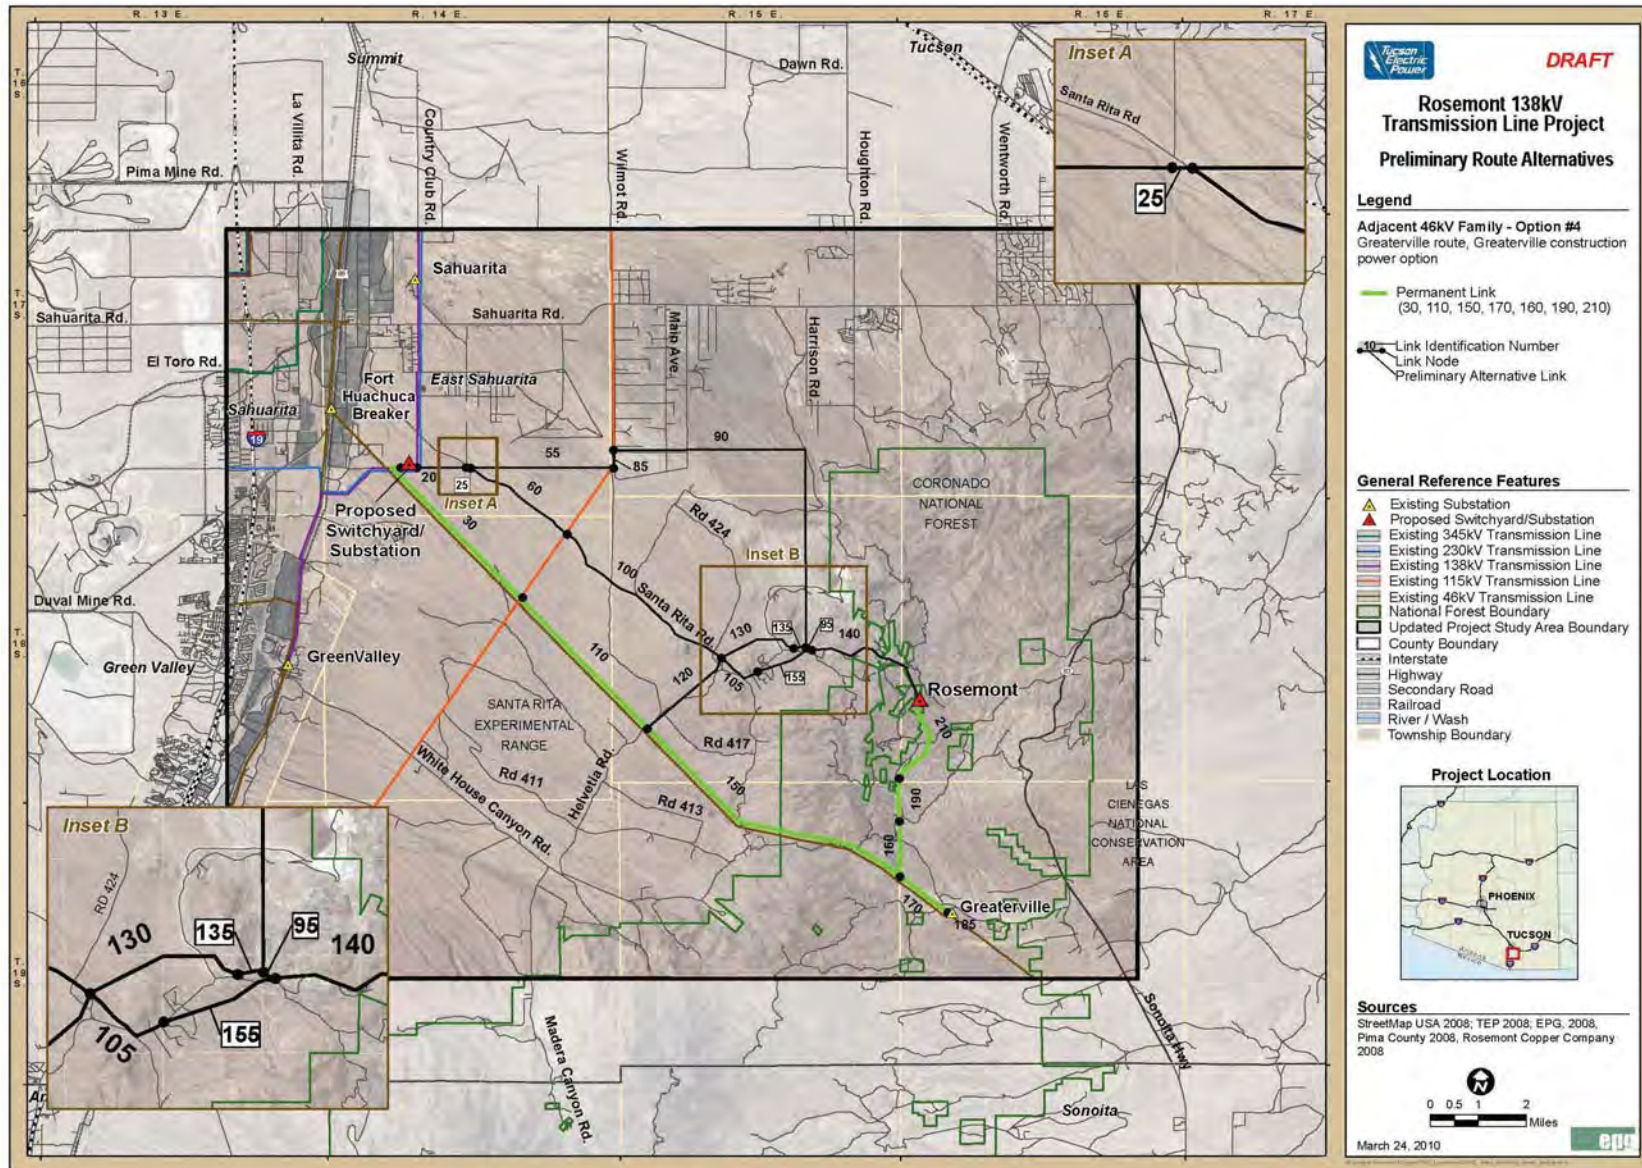 R. 13 E.
R. 14 E.
R. 15 E.
R. 16 E.
R. 17 E.
T.
16
S
T.
17
S.
T.
18
S
T.
19
S
Summit
Tucson
Dawn Rd.
La Villita Rd.
Country Club Rd.
Wilmot Rd.
Houghton Rd.
Wentworth Rd.
Pima Mine Rd.
Sahuarita
Sahuarita Rd.
Sahuarita Rd.
Main Ave.
Harrison Rd.
El Toro Rd.
Fort
Huachuca
Breaker
East Sahuarita
Sahuarita
19
90
55
85
20
25
Inset A
60
30
Proposed
Switchyard/
Substation
CORONADO
NATIONAL
FOREST
Rd 424
Inset B
100
Santa Rita Rd.
Duval Mine Rd.
130
135
95
140
120
105
155
110
Green Valley
GreenValley
Rosemont
210
SANTA RITA
EXPERIMENTAL
RANGE
Rd 417
White House Canyon Rd.
Rd 411
Helvetia Rd.
Rd 413
150
190
160
LAS
CIENEGAS
NATIONAL
CONSERVATION
AREA
Greaterville
170
185
Madera Canyon Rd.
Sonoita Hwy
Sonoita
Inset A
Santa Rita Rd
25
Inset B
RD 424
130
135
95
140
105
155
Tucson
Electric
Power
DRAFT
Rosemont 138kV
Transmission Line Project
Preliminary Route Alternatives
Legend
Adjacent 46kV Family - Option #4
Greaterville route, Greaterville construction
power option
Permanent Link
(30, 110, 150, 170, 160, 190, 210)
10
Link Identification Number
Link Node
Preliminary Alternative Link
General Reference Features
Existing Substation
Proposed Switchyard/Substation
Existing 345kV Transmission Line
Existing 230kV Transmission Line
Existing 138kV Transmission Line
Existing 115kV Transmission Line
Existing 46kV Transmission Line
National Forest Boundary
Updated Project Study Area Boundary
County Boundary
Interstate
Highway
Secondary Road
Railroad
River / Wash
Township Boundary
Project Location
PHOENIX
TUCSON
Sources
StreetMap USA 2008; TEP 2008; EPG, 2008,
Pima County 2008, Rosemont Copper Company
2008
N
0 0.5 1 2
Miles
March 24, 2010
epg